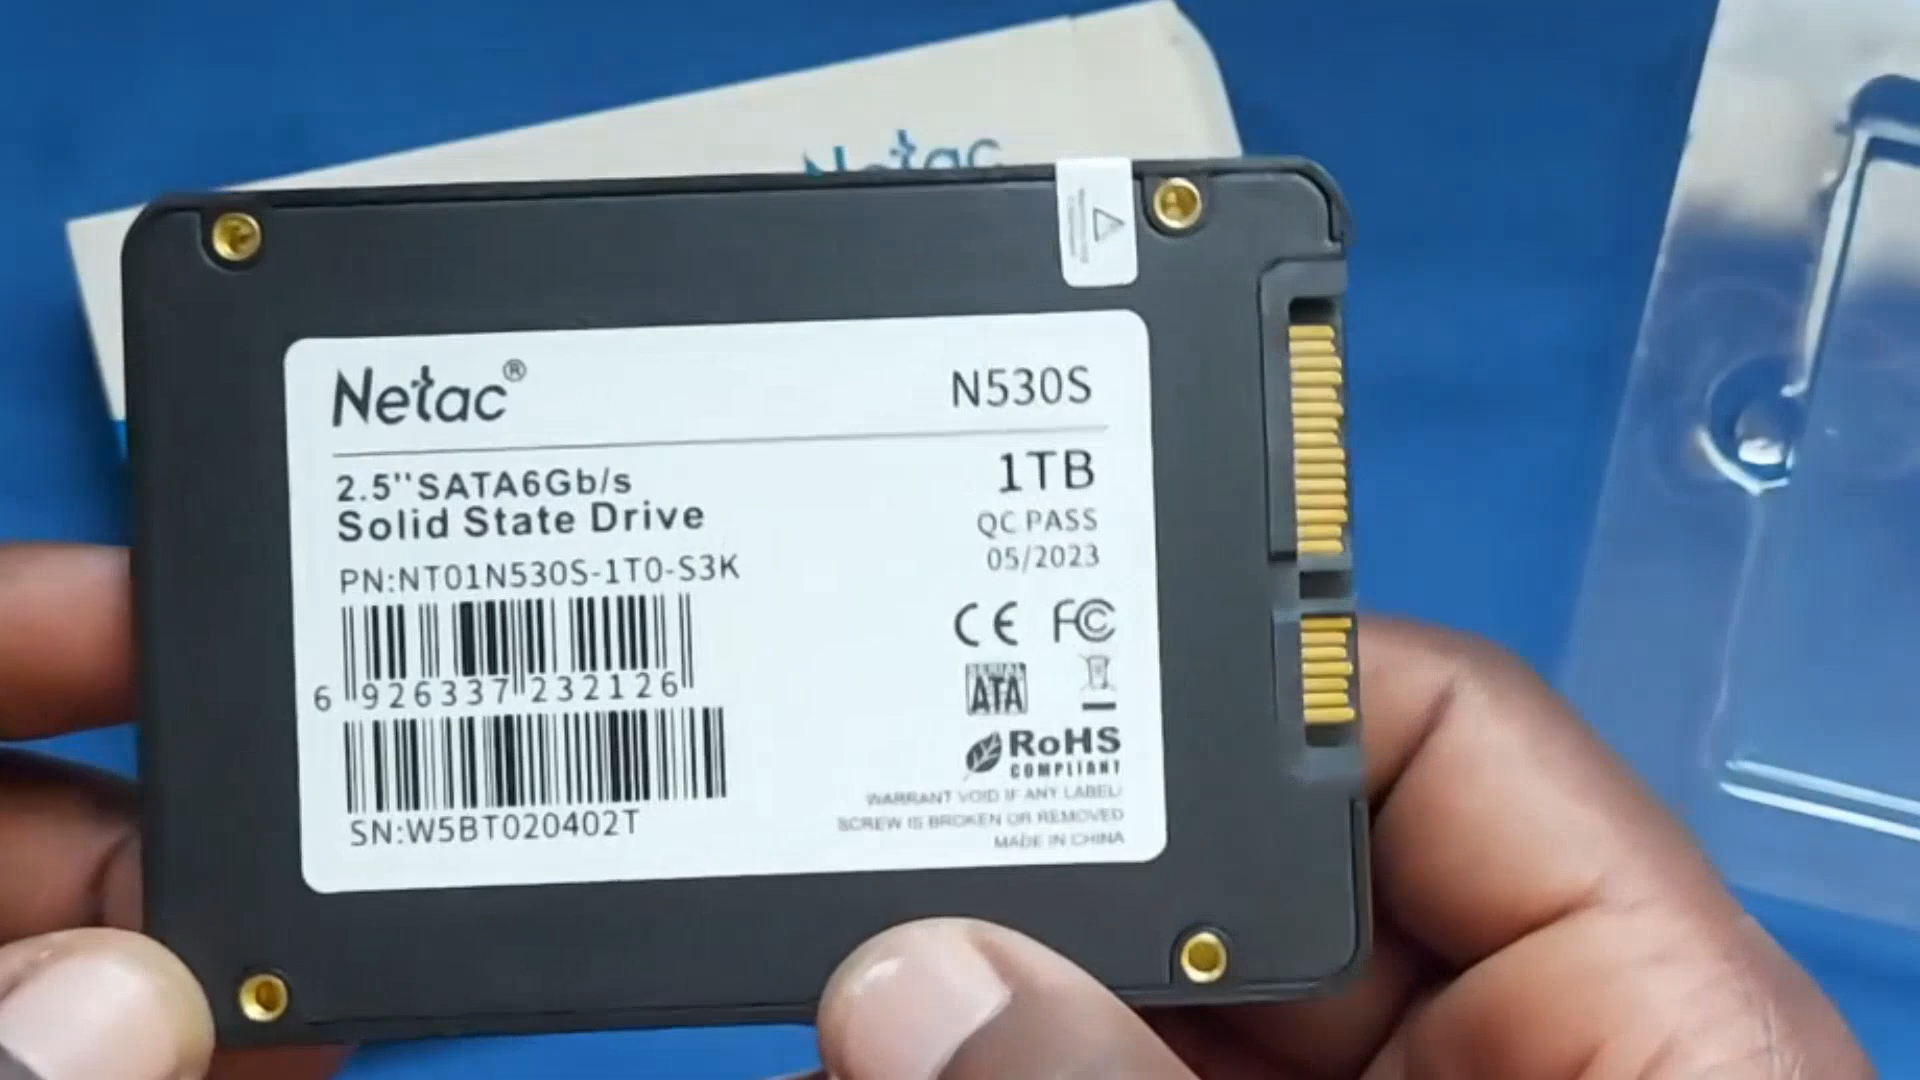 Netac
Netac®
N530S
2.5"SATA6Gb/s
Solid State Drive
1TB
QC PASS
05/2023
PN:NT01N530S-1T0-S3K
6 926337 232126
SN:W5BT020402T
CE FC
SERIAL
ATA
RoHS
COMPLIANT
WARRANT VOID IF ANY LABEL/
SCREW IS BROKEN OR REMOVED
MADE IN CHINA